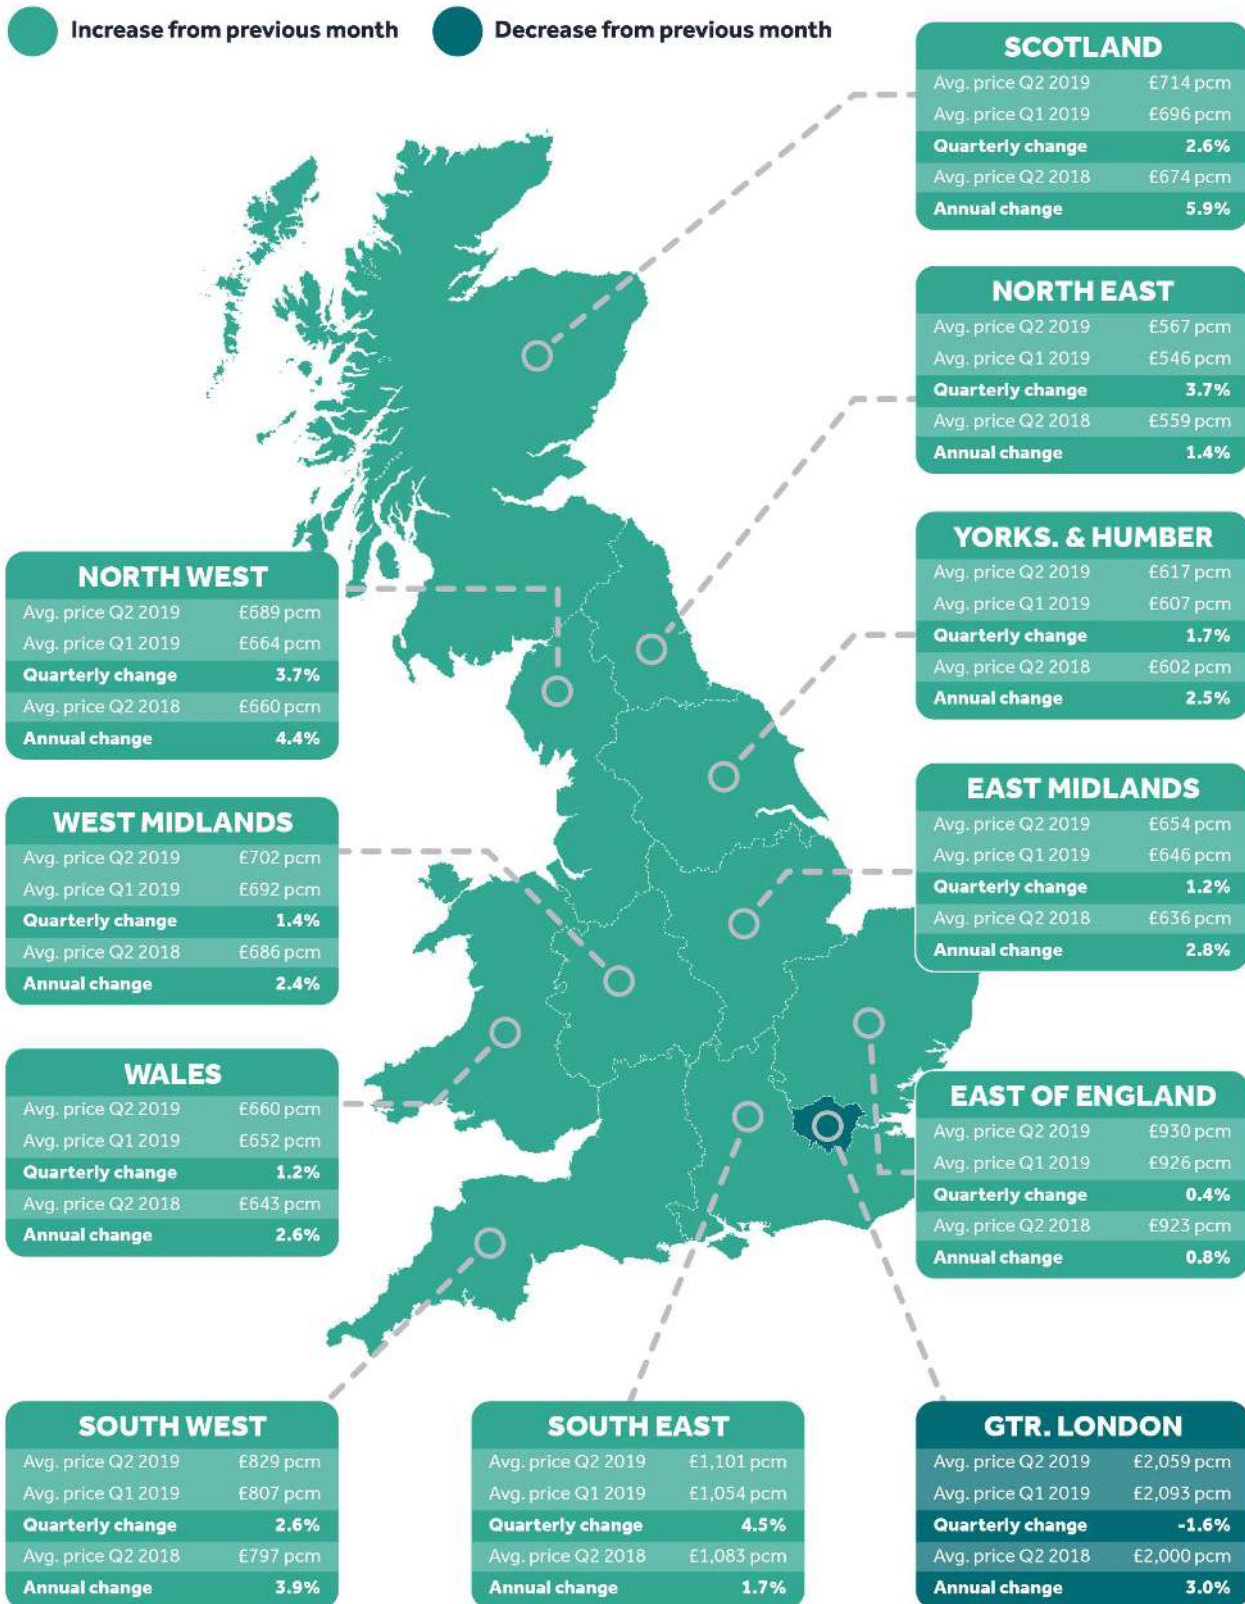 Increase from previous month
Decrease from previous month
SCOTLAND
Avg. price Q2 2019 £714 pcm
Avg. price Q1 2019 £696 pcm
Quarterly change 2.6%
Avg. price Q2 2018 £674 pcm
Annual change 5.9%
NORTH EAST
Avg. price Q2 2019 £567 pcm
Avg. price Q1 2019 £546 pcm
Quarterly change 3.7%
Avg. price Q2 2018 £559 pcm
Annual change 1.4%
YORKS. & HUMBER
Avg. price Q2 2019 £617 pcm
Avg. price Q1 2019 £607 pcm
Quarterly change 1.7%
Avg. price Q2 2018 £602 pcm
Annual change 2.5%
NORTH WEST
Avg. price Q2 2019 £689 pcm
Avg. price Q1 2019 £664 pcm
Quarterly change 3.7%
Avg. price Q2 2018 £660 pcm
Annual change 4.4%
EAST MIDLANDS
Avg. price Q2 2019 £654 pcm
Avg. price Q1 2019 £646 pcm
Quarterly change 1.2%
Avg. price Q2 2018 £636 pcm
Annual change 2.8%
WEST MIDLANDS
Avg. price Q2 2019 £702 pcm
Avg. price Q1 2019 £692 pcm
Quarterly change 1.4%
Avg. price Q2 2018 £686 pcm
Annual change 2.4%
WALES
Avg. price Q2 2019 £660 pcm
Avg. price Q1 2019 £652 pcm
Quarterly change 1.2%
Avg. price Q2 2018 £643 pcm
Annual change 2.6%
EAST OF ENGLAND
Avg. price Q2 2019 £930 pcm
Avg. price Q1 2019 £926 pcm
Quarterly change 0.4%
Avg. price Q2 2018 £923 pcm
Annual change 0.8%
SOUTH WEST
Avg. price Q2 2019 £829 pcm
Avg. price Q1 2019 £807 pcm
Quarterly change 2.6%
Avg. price Q2 2018 £797 pcm
Annual change 3.9%
SOUTH EAST
Avg. price Q2 2019 £1,101 pcm
Avg. price Q1 2019 £1,054 pcm
Quarterly change 4.5%
Avg. price Q2 2018 £1,083 pcm
Annual change 1.7%
GTR. LONDON
Avg. price Q2 2019 £2,059 pcm
Avg. price Q1 2019 £2,093 pcm
Quarterly change -1.6%
Avg. price Q2 2018 £2,000 pcm
Annual change 3.0%